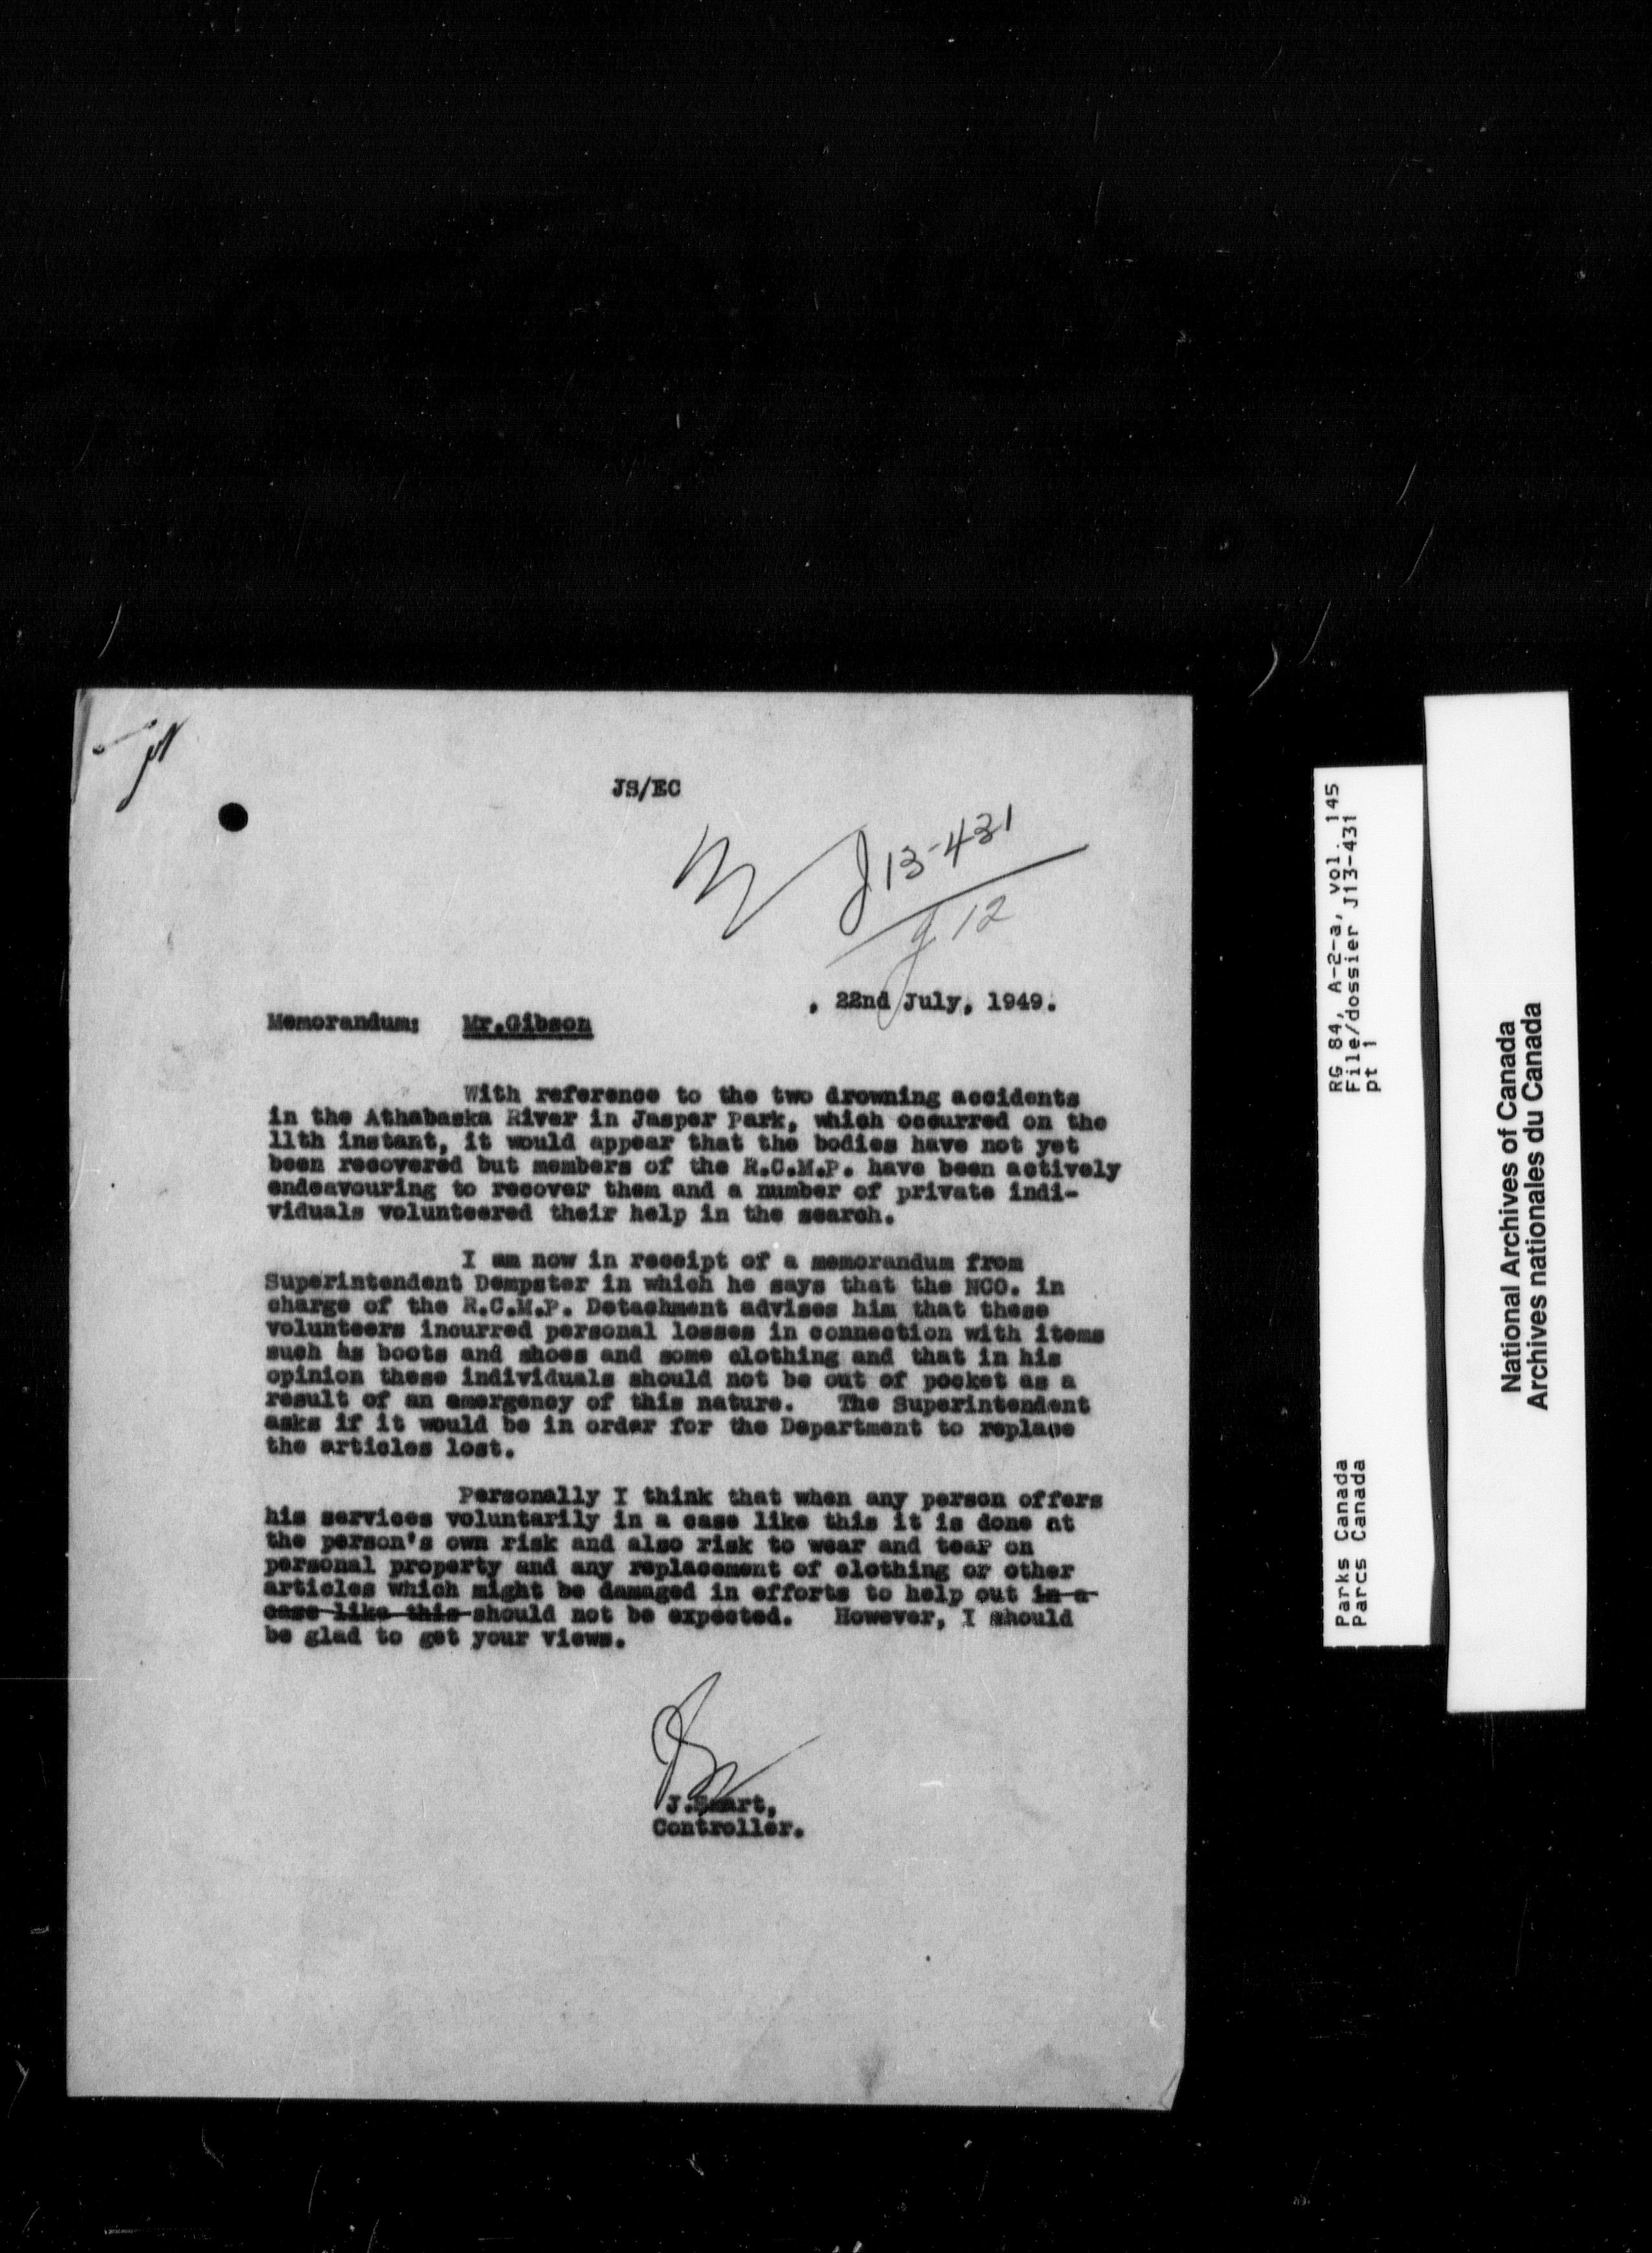 JS/EC
J13-431
J12
, 22nd July, 1949.
Memorandum: Mr.Gibson
With reference to the two drowning accidents
in the Athabaska River in Jasper Park, which occurred on the
11th instant, it would appear that the bodies have not yet
been recovered but members of the R.C.M.P. have been actively
endeavouring to recover them and a number of private indi-
viduals volunteered their help in the search.
I am now in receipt of a memorandum from
Superintendent Dempster in which he says that the NCO. in
charge of the R.C.M.P. Detachment advises him that these
volunteers incurred personal losses in connection with items
such as boots and shoes and some clothing and that in his
opinion these individuals should not be out of pocket as a
result of an emergency of this nature. The Superintendent
asks if it would be in order for the Department to replace
the articles lost.
Personally I think that when any person offers
his services voluntarily in a case like this it is done at
the person's own risk and also risk to wear and tear on
personal property and any replacement of clothing or other
articles which might be damaged in efforts to help out in a
case like this should not be expected. However, I should
be glad to get your views.
J.Smart,
Controller.
RG 84, A-2-a, vol. 145
File/dossier J13-431
pt 1
Parks Canada
Parcs Canada
National Archives of Canada
Archives nationales du Canada